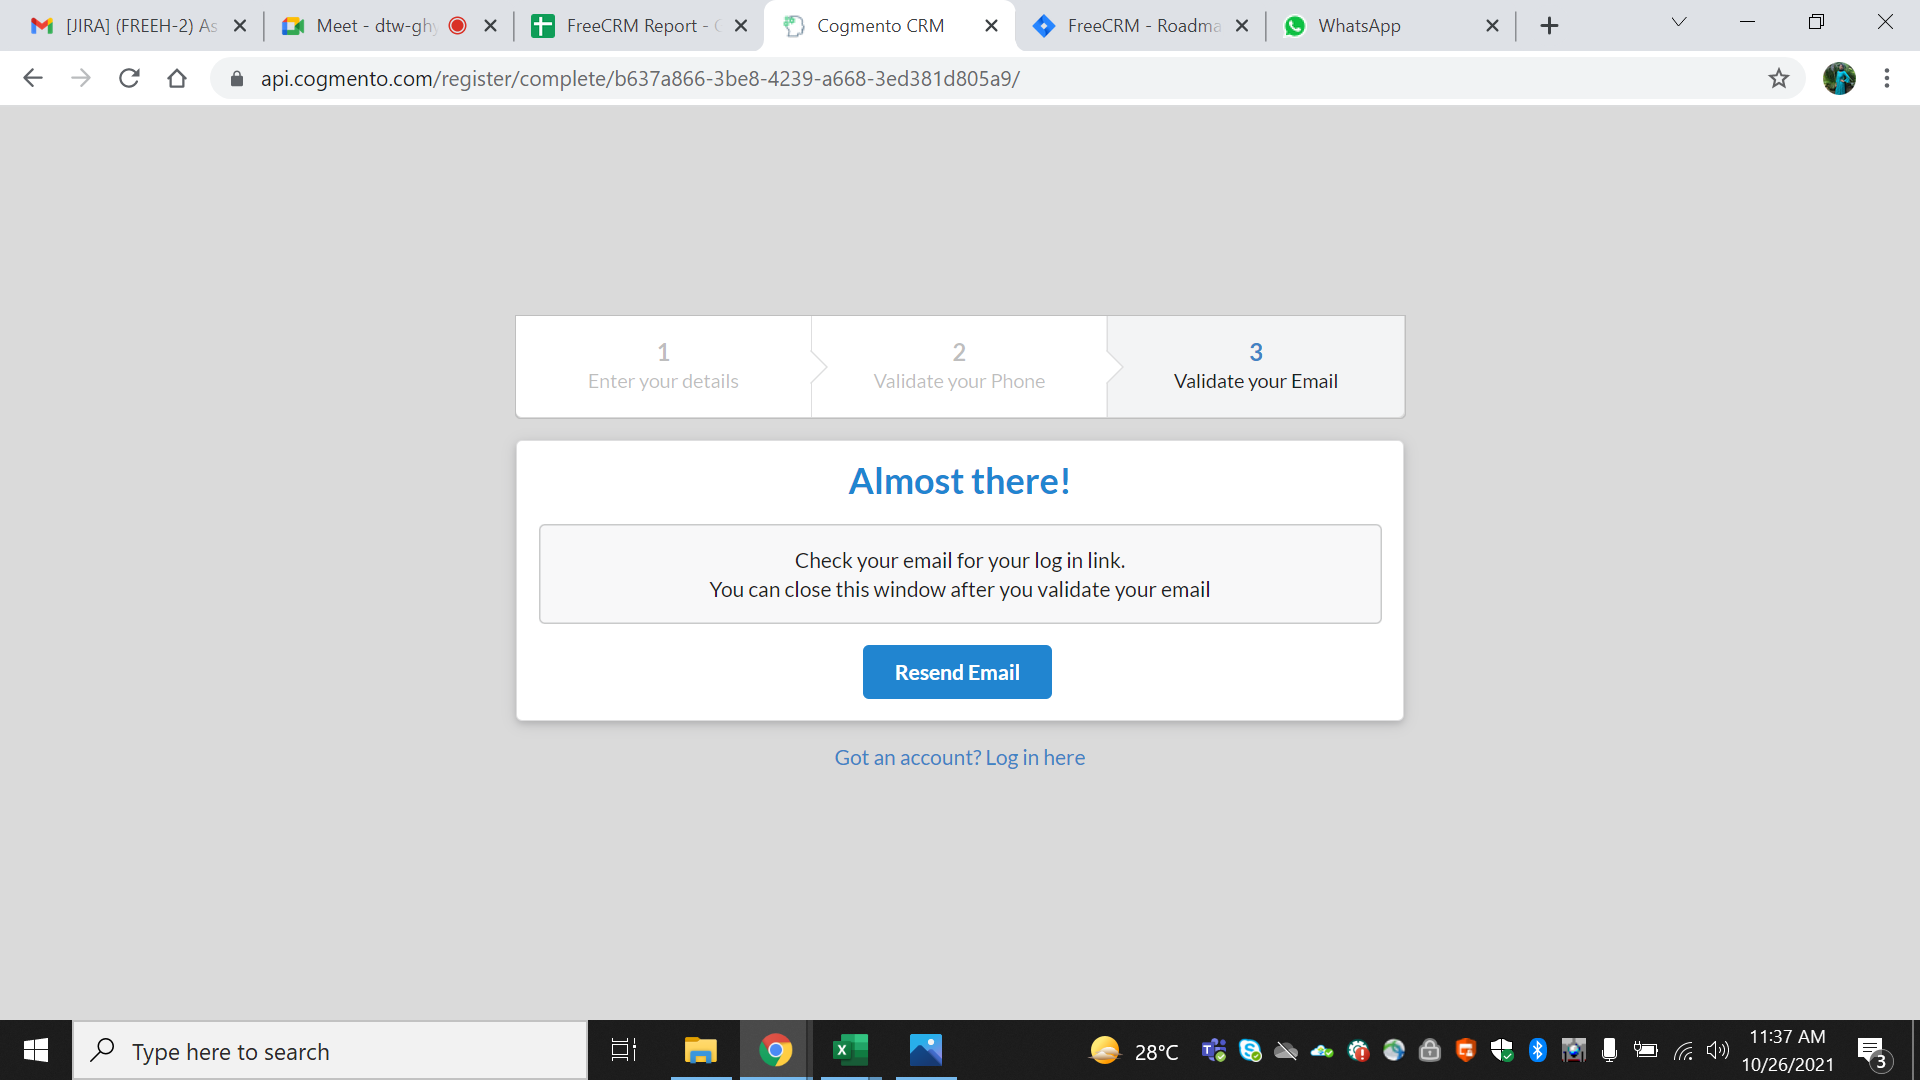 [JIRA] (FREEH-2) As
Meet - dtw-ghy
FreeCRM Report -
Cogmento CRM
FreeCRM - Roadma
WhatsApp
api.cogmento.com/register/complete/b637a866-3be8-4239-a668-3ed381d805a9/
1
Enter your details
2
Validate your Phone
3
Validate your Email
Almost there!
Check your email for your log in link.
You can close this window after you validate your email
Resend Email
Got an account? Log in here
Type here to search
28°C
11:37 AM
10/26/2021
3